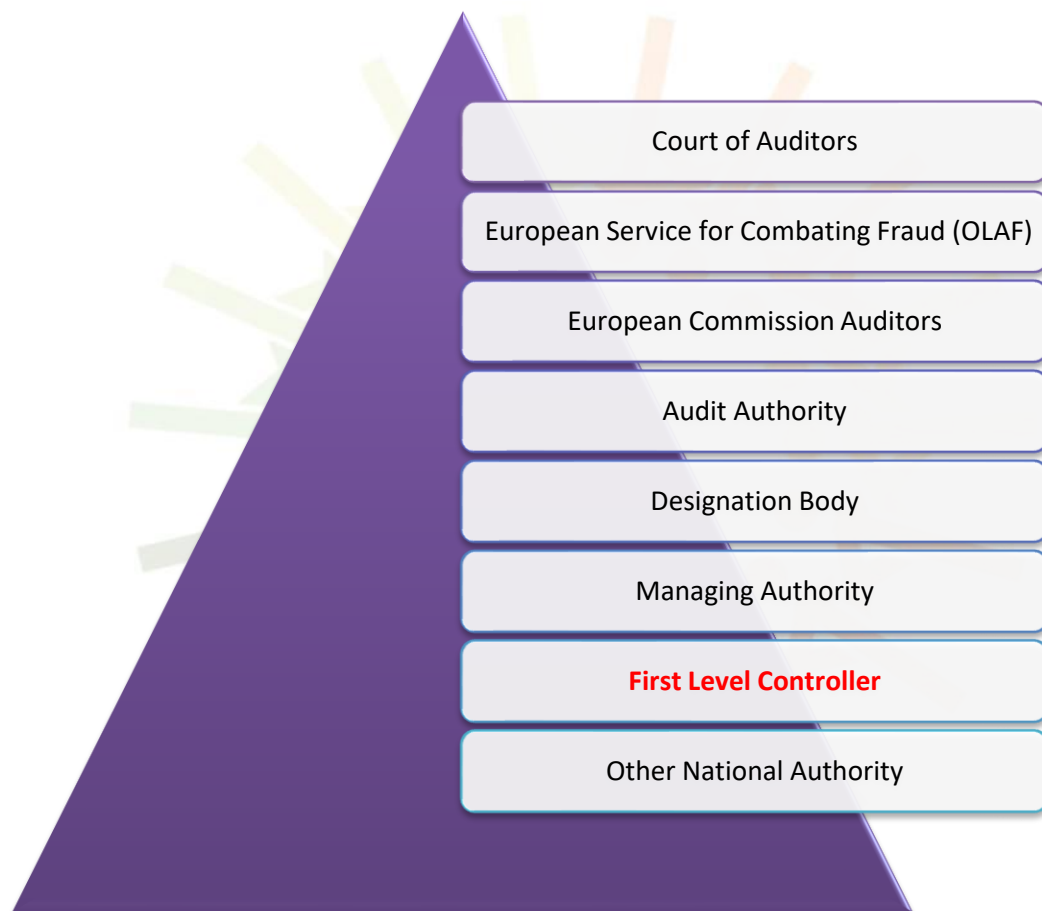 Court of Auditors
European Service for Combating Fraud (OLAF)
European Commission Auditors
Audit Authority
Designation Body
Managing Authority
First Level Controller
Other National Authority